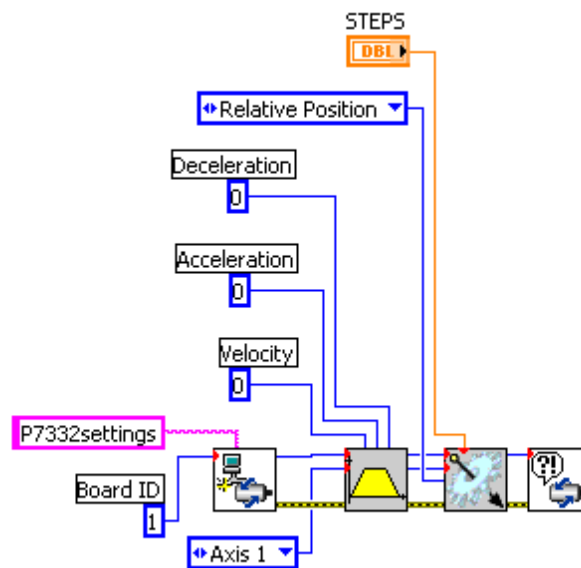 STEPS
DBL
Relative Position
Deceleration
0
Acceleration
0
Velocity
0
P7332settings
Board ID
1
Axis 1
?!